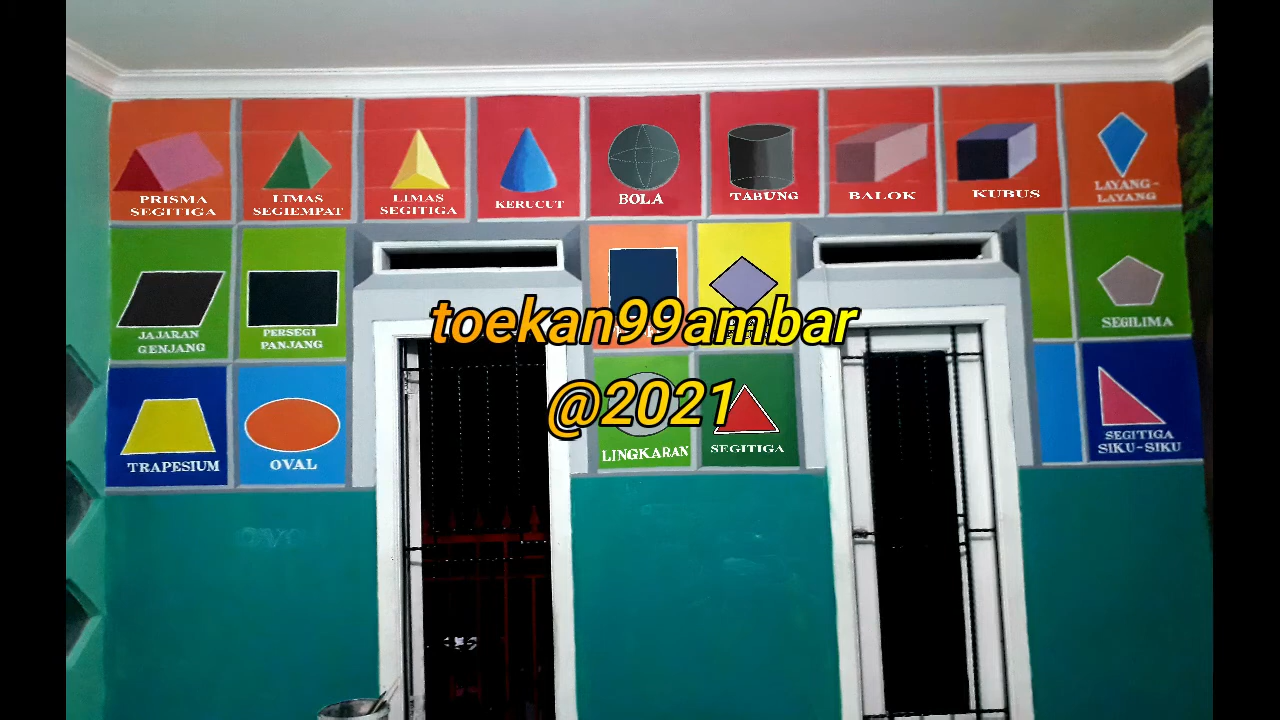 PRISMA
SEGITIGA
LIMAS
SEGIEMPAT
LIMAS
SEGITIGA
KERUCUT
BOLA
TABUNG
BALOK
KUBUS
LAYANG-
LAYANG
JAJARAN
GENJANG
PERSEGI
PANJANG
SEGILIMA
toekan99ambar
@2021
TRAPESIUM
OVAL
LINGKARAN
SEGITIGA
SEGITIGA
SIKU-SIKU